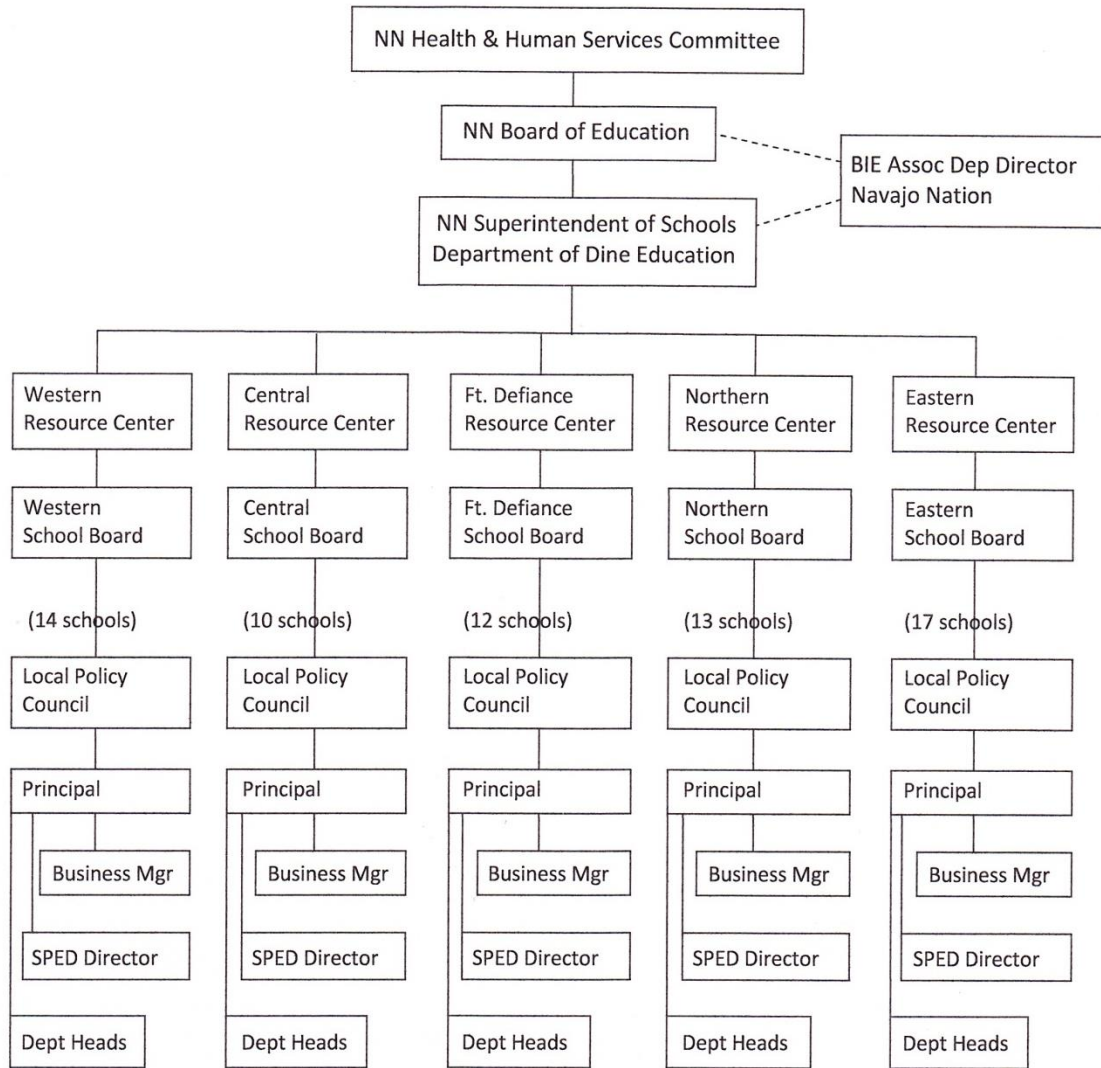 NN Health & Human Services Committee
NN Board of Education
BIE Assoc Dep Director
Navajo Nation
NN Superintendent of Schools
Department of Dine Education
Western
Resource Center
Central
Resource Center
Ft. Defiance
Resource Center
Northern
Resource Center
Eastern
Resource Center
Western
School Board
Central
School Board
Ft. Defiance
School Board
Northern
School Board
Eastern
School Board
(14 schools)
(10 schools)
(12 schools)
(13 schools)
(17 schools)
Local Policy
Council
Local Policy
Council
Local Policy
Council
Local Policy
Council
Local Policy
Council
Principal
Principal
Principal
Principal
Principal
Business Mgr
Business Mgr
Business Mgr
Business Mgr
Business Mgr
SPED Director
SPED Director
SPED Director
SPED Director
SPED Director
Dept Heads
Dept Heads
Dept Heads
Dept Heads
Dept Heads